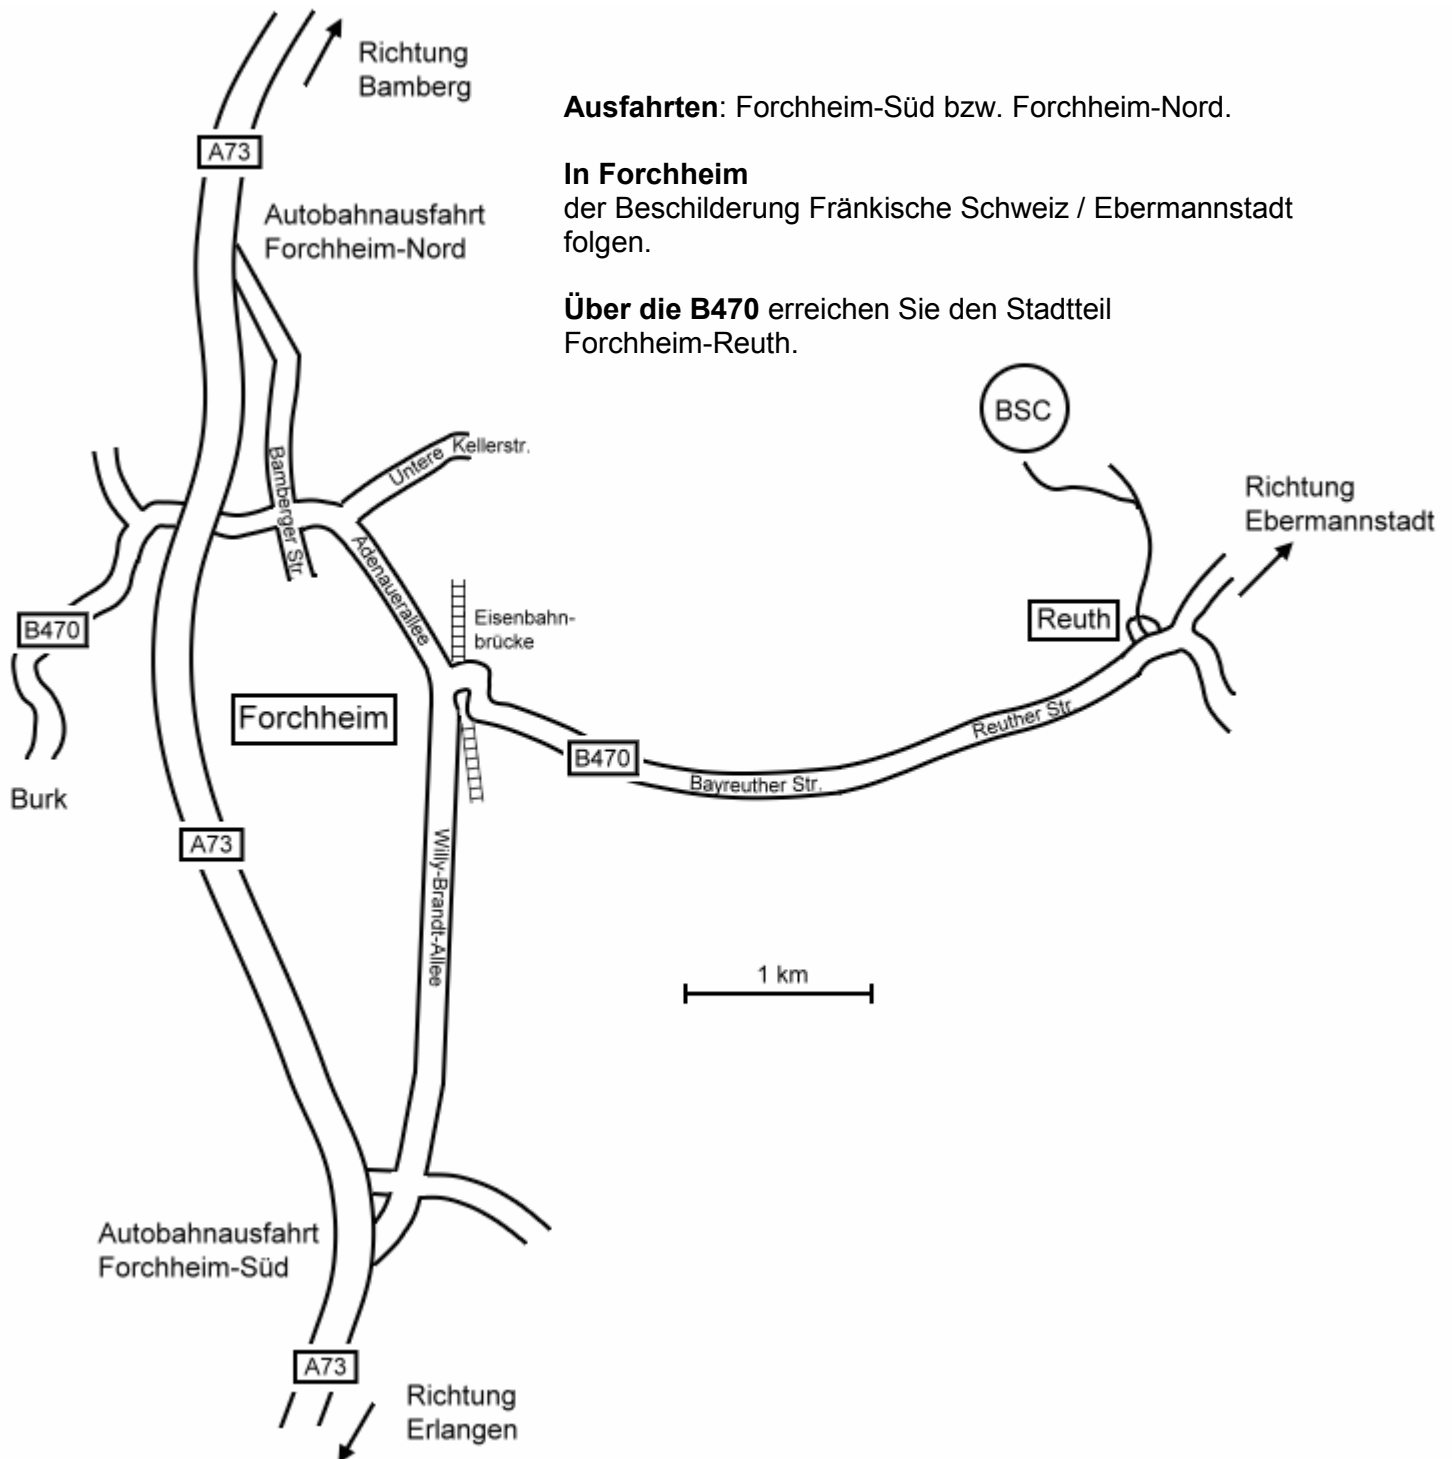 Richtung
Bamberg
Ausfahrten: Forchheim-Süd bzw. Forchheim-Nord.
A73
In Forchheim
der Beschilderung Fränkische Schweiz / Ebermannstadt
folgen.
Autobahnausfahrt
Forchheim-Nord
Über die B470 erreichen Sie den Stadtteil
Forchheim-Reuth.
BSC
Untere Kellerstr.
Bamberger Str.
Richtung
Ebermannstadt
Adenauerallee
Eisenbahn-
brücke
Reuth
B470
Forchheim
Reuther Str.
B470
Bayreuther Str.
Burk
A73
Willy-Brandt-Allee
1 km
Autobahnausfahrt
Forchheim-Süd
A73
Richtung
Erlangen